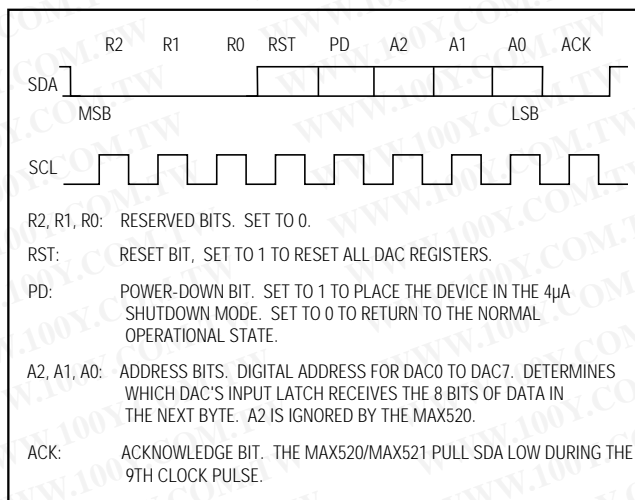 R2 R1 R0 RST PD A2 A1 A0 ACK
SDA
MSB LSB
SCL
R2, R1, R0: RESERVED BITS. SET TO 0.
RST: RESET BIT, SET TO 1 TO RESET ALL DAC REGISTERS.
PD: POWER-DOWN BIT. SET TO 1 TO PLACE THE DEVICE IN THE 4µA
SHUTDOWN MODE. SET TO 0 TO RETURN TO THE NORMAL
OPERATIONAL STATE.
A2, A1, A0: ADDRESS BITS. DIGITAL ADDRESS FOR DAC0 TO DAC7. DETERMINES
WHICH DAC'S INPUT LATCH RECEIVES THE 8 BITS OF DATA IN
THE NEXT BYTE. A2 IS IGNORED BY THE MAX520.
ACK: ACKNOWLEDGE BIT. THE MAX520/MAX521 PULL SDA LOW DURING THE
9TH CLOCK PULSE.
WWW.100Y.COM.TW